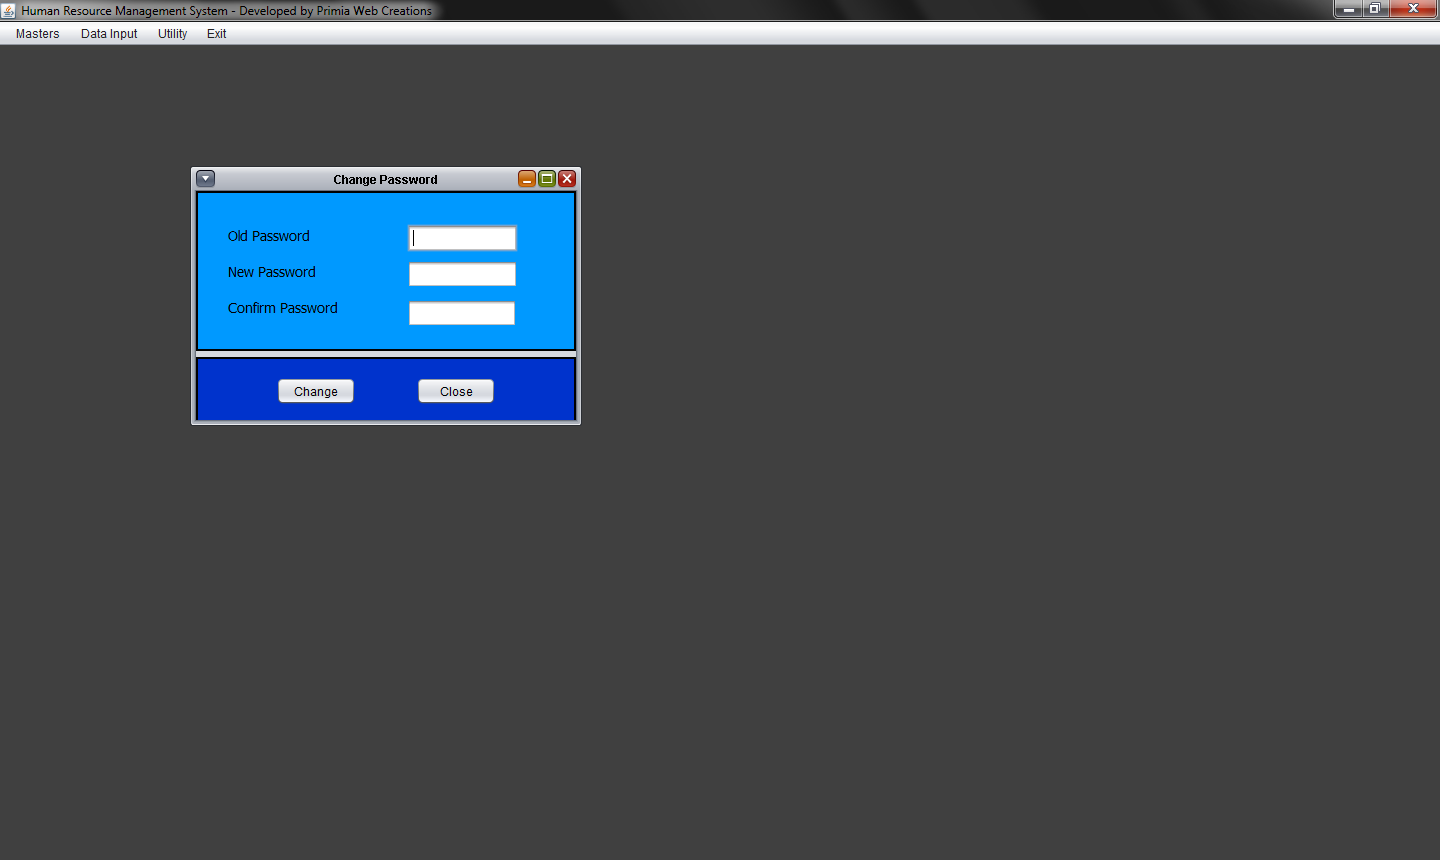 Human Resource Management System - Developed by Primia Web Creations
Masters Data Input Utility Exit
Change Password
Old Password
New Password
Confirm Password
Change Close